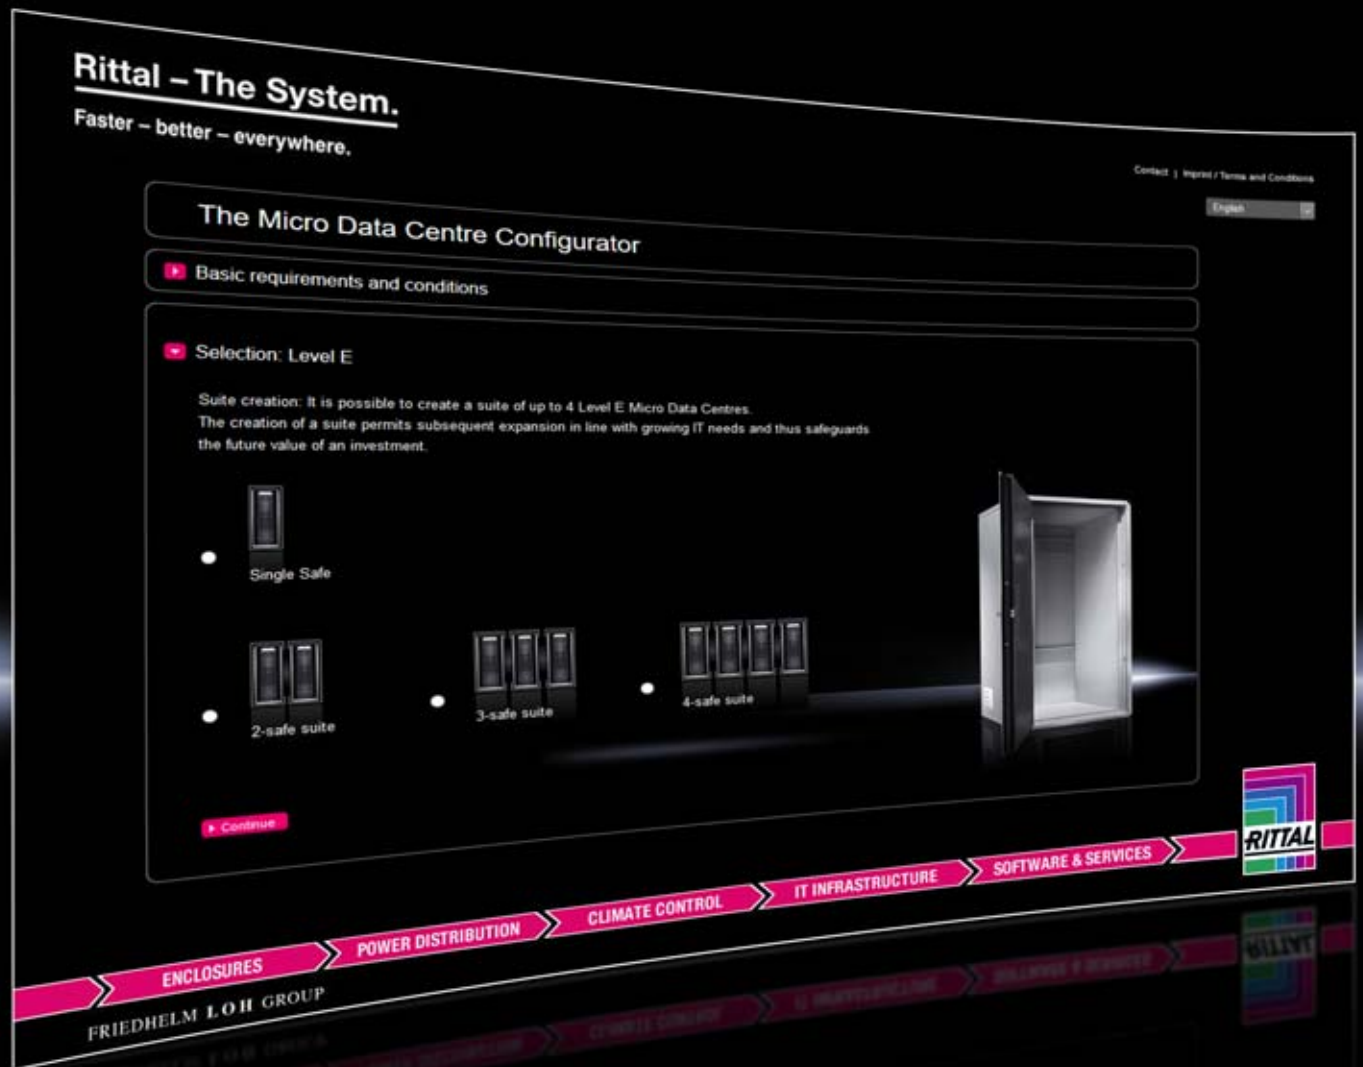 Rittal – The System.
Faster – better – everywhere.
Contact | Imprint / Terms and Conditions
English
The Micro Data Centre Configurator
Basic requirements and conditions
Selection: Level E
Suite creation: It is possible to create a suite of up to 4 Level E Micro Data Centres.
The creation of a suite permits subsequent expansion in line with growing IT needs and thus safeguards
the future value of an investment.
Single Safe
2-safe suite
3-safe suite
4-safe suite
Continue
ENCLOSURES
POWER DISTRIBUTION
CLIMATE CONTROL
IT INFRASTRUCTURE
SOFTWARE & SERVICES
RITTAL
FRIEDHELM LOH GROUP